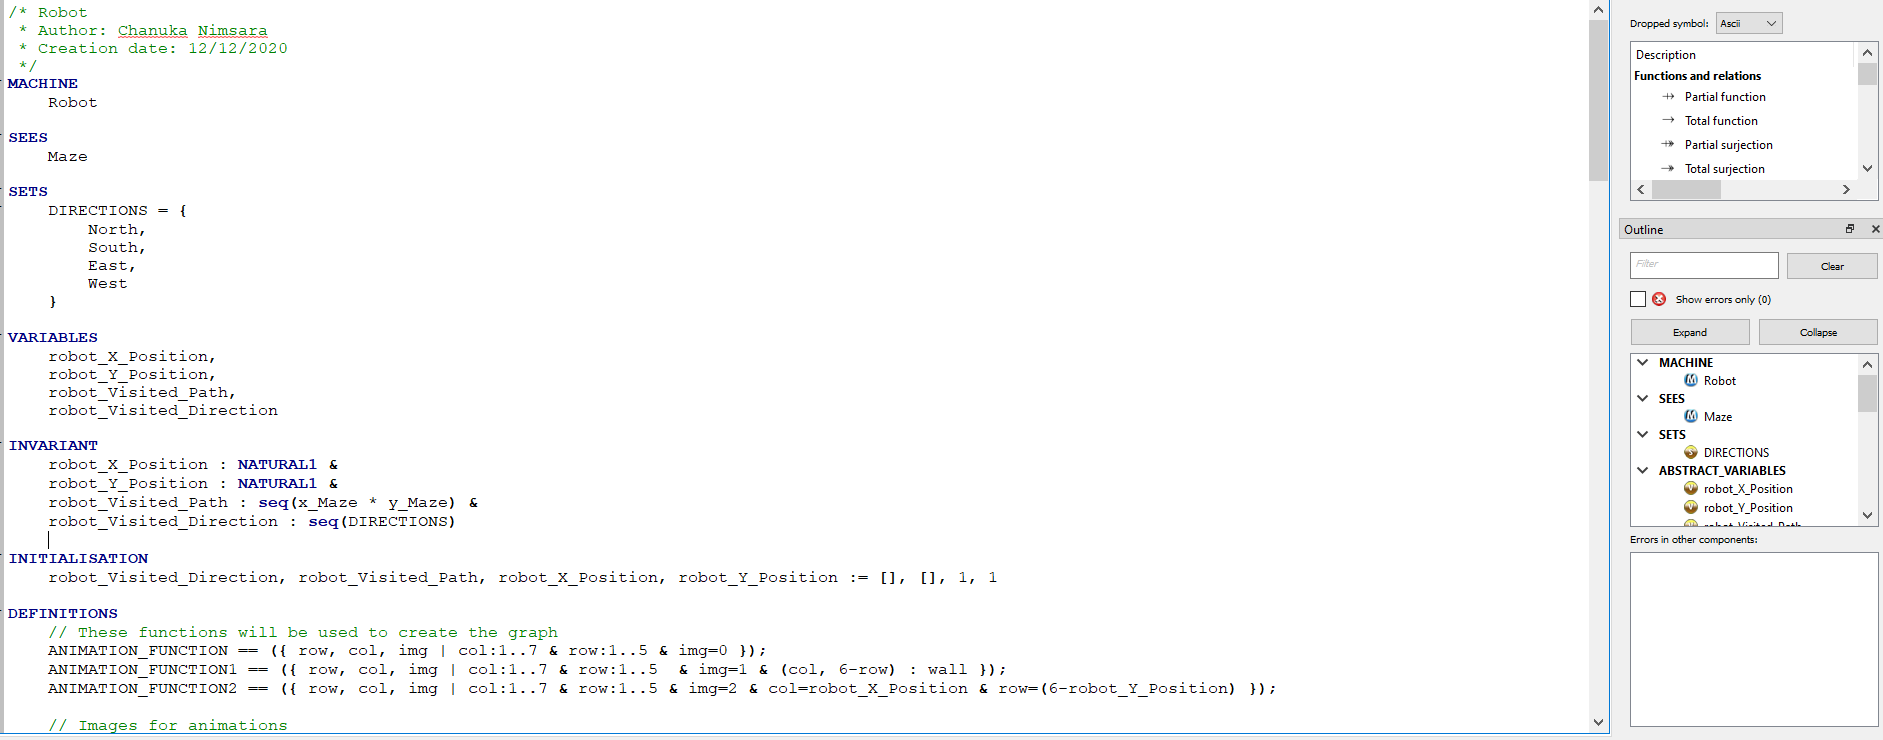 /* Robot
 * Author: Chanuka Nimsara
 * Creation date: 12/12/2020
 */
MACHINE
    Robot

SEES
    Maze

SETS
    DIRECTIONS = {
        North,
        South,
        East,
        West
    }

VARIABLES
    robot_X_Position,
    robot_Y_Position,
    robot_Visited_Path,
    robot_Visited_Direction

INVARIANT
    robot_X_Position : NATURAL1 &
    robot_Y_Position : NATURAL1 &
    robot_Visited_Path : seq(x_Maze * y_Maze) &
    robot_Visited_Direction : seq(DIRECTIONS)

INITIALISATION
    robot_Visited_Direction, robot_Visited_Path, robot_X_Position, robot_Y_Position := [], [], 1, 1

DEFINITIONS
    // These functions will be used to create the graph
    ANIMATION_FUNCTION == ({ row, col, img | col:1..7 & row:1..5 & img=0 });
    ANIMATION_FUNCTION1 == ({ row, col, img | col:1..7 & row:1..5  & img=1 & (col, 6-row) : wall });
    ANIMATION_FUNCTION2 == ({ row, col, img | col:1..7 & row:1..5 & img=2 & col=robot_X_Position & row=(6-robot_Y_Position) });

    // Images for animations
Dropped symbol: Ascii
Description
Functions and relations
⇸ Partial function
→ Total function
⤀ Partial surjection
↠ Total surjection
Outline
Filter
Clear
Show errors only (0)
Expand
Collapse
MACHINE
Robot
SEES
Maze
SETS
DIRECTIONS
ABSTRACT_VARIABLES
robot_X_Position
robot_Y_Position
robot_Visited_Path
Errors in other components: